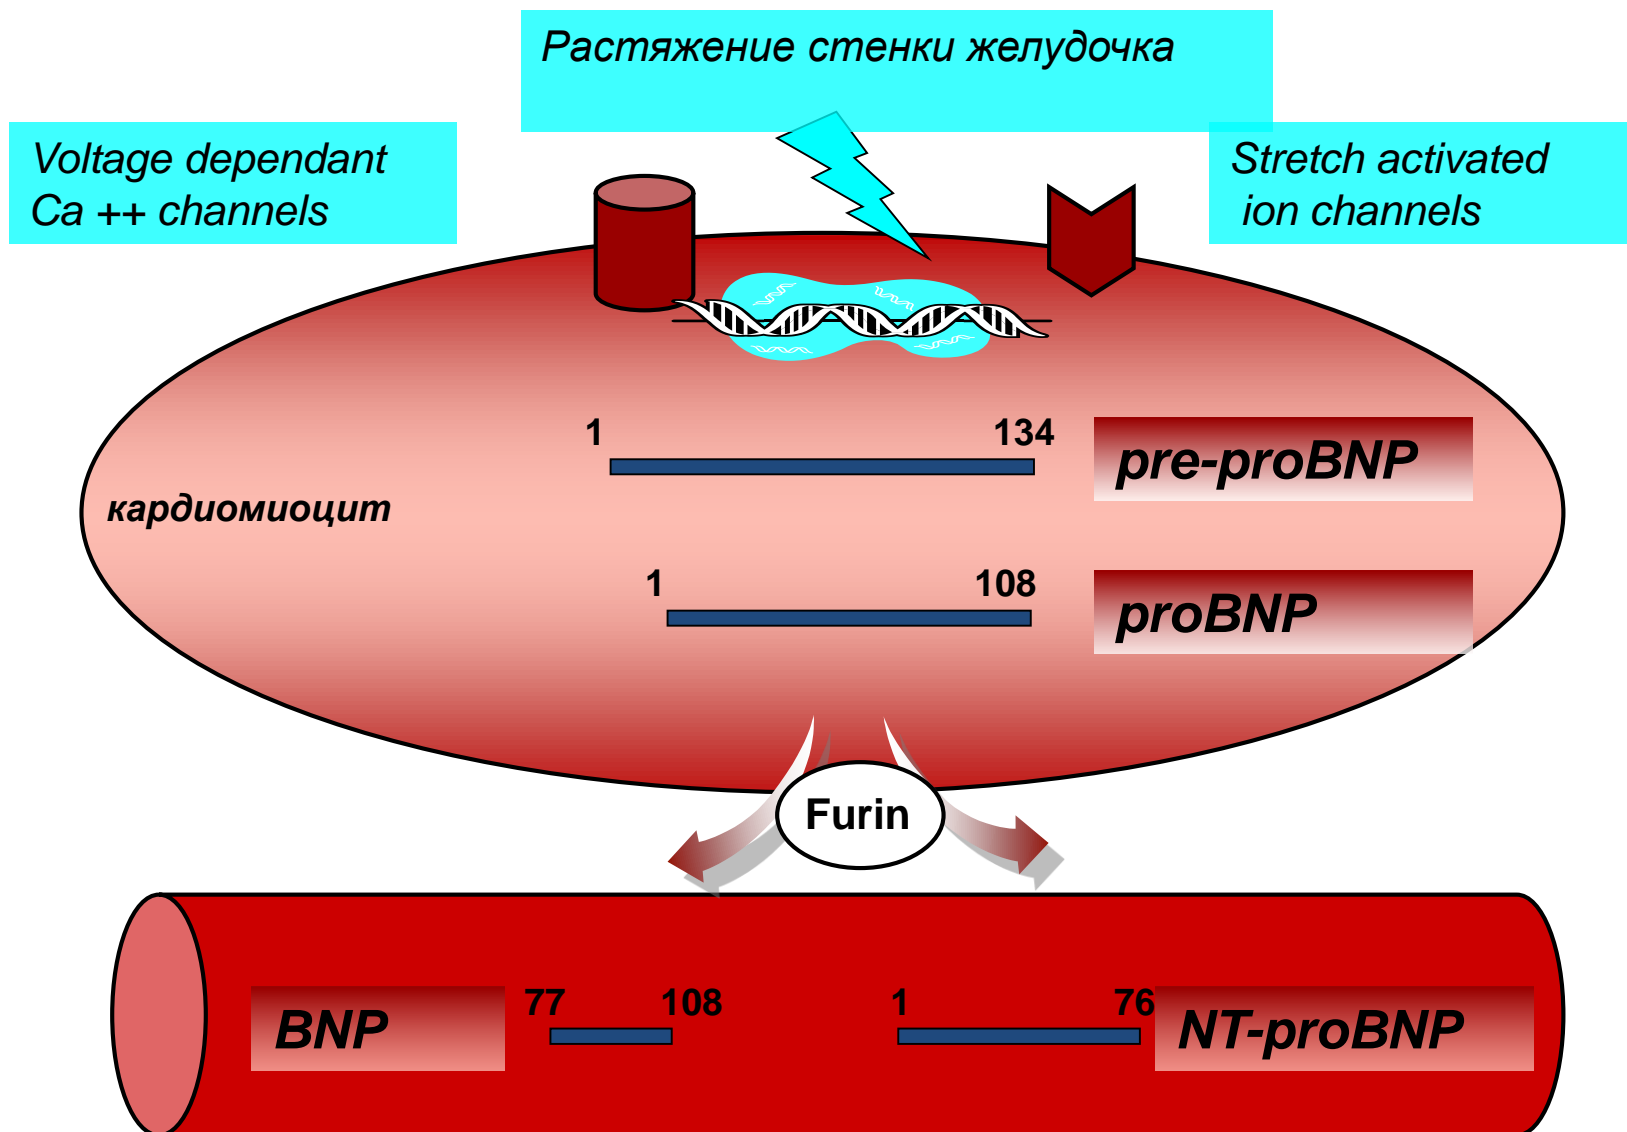 Растяжение стенки желудочка
Voltage dependant
Ca ++ channels
Stretch activated
ion channels
1
134
pre-proBNP
кардиомиоцит
1
108
proBNP
Furin
BNP
77
108
1
76
NT-proBNP